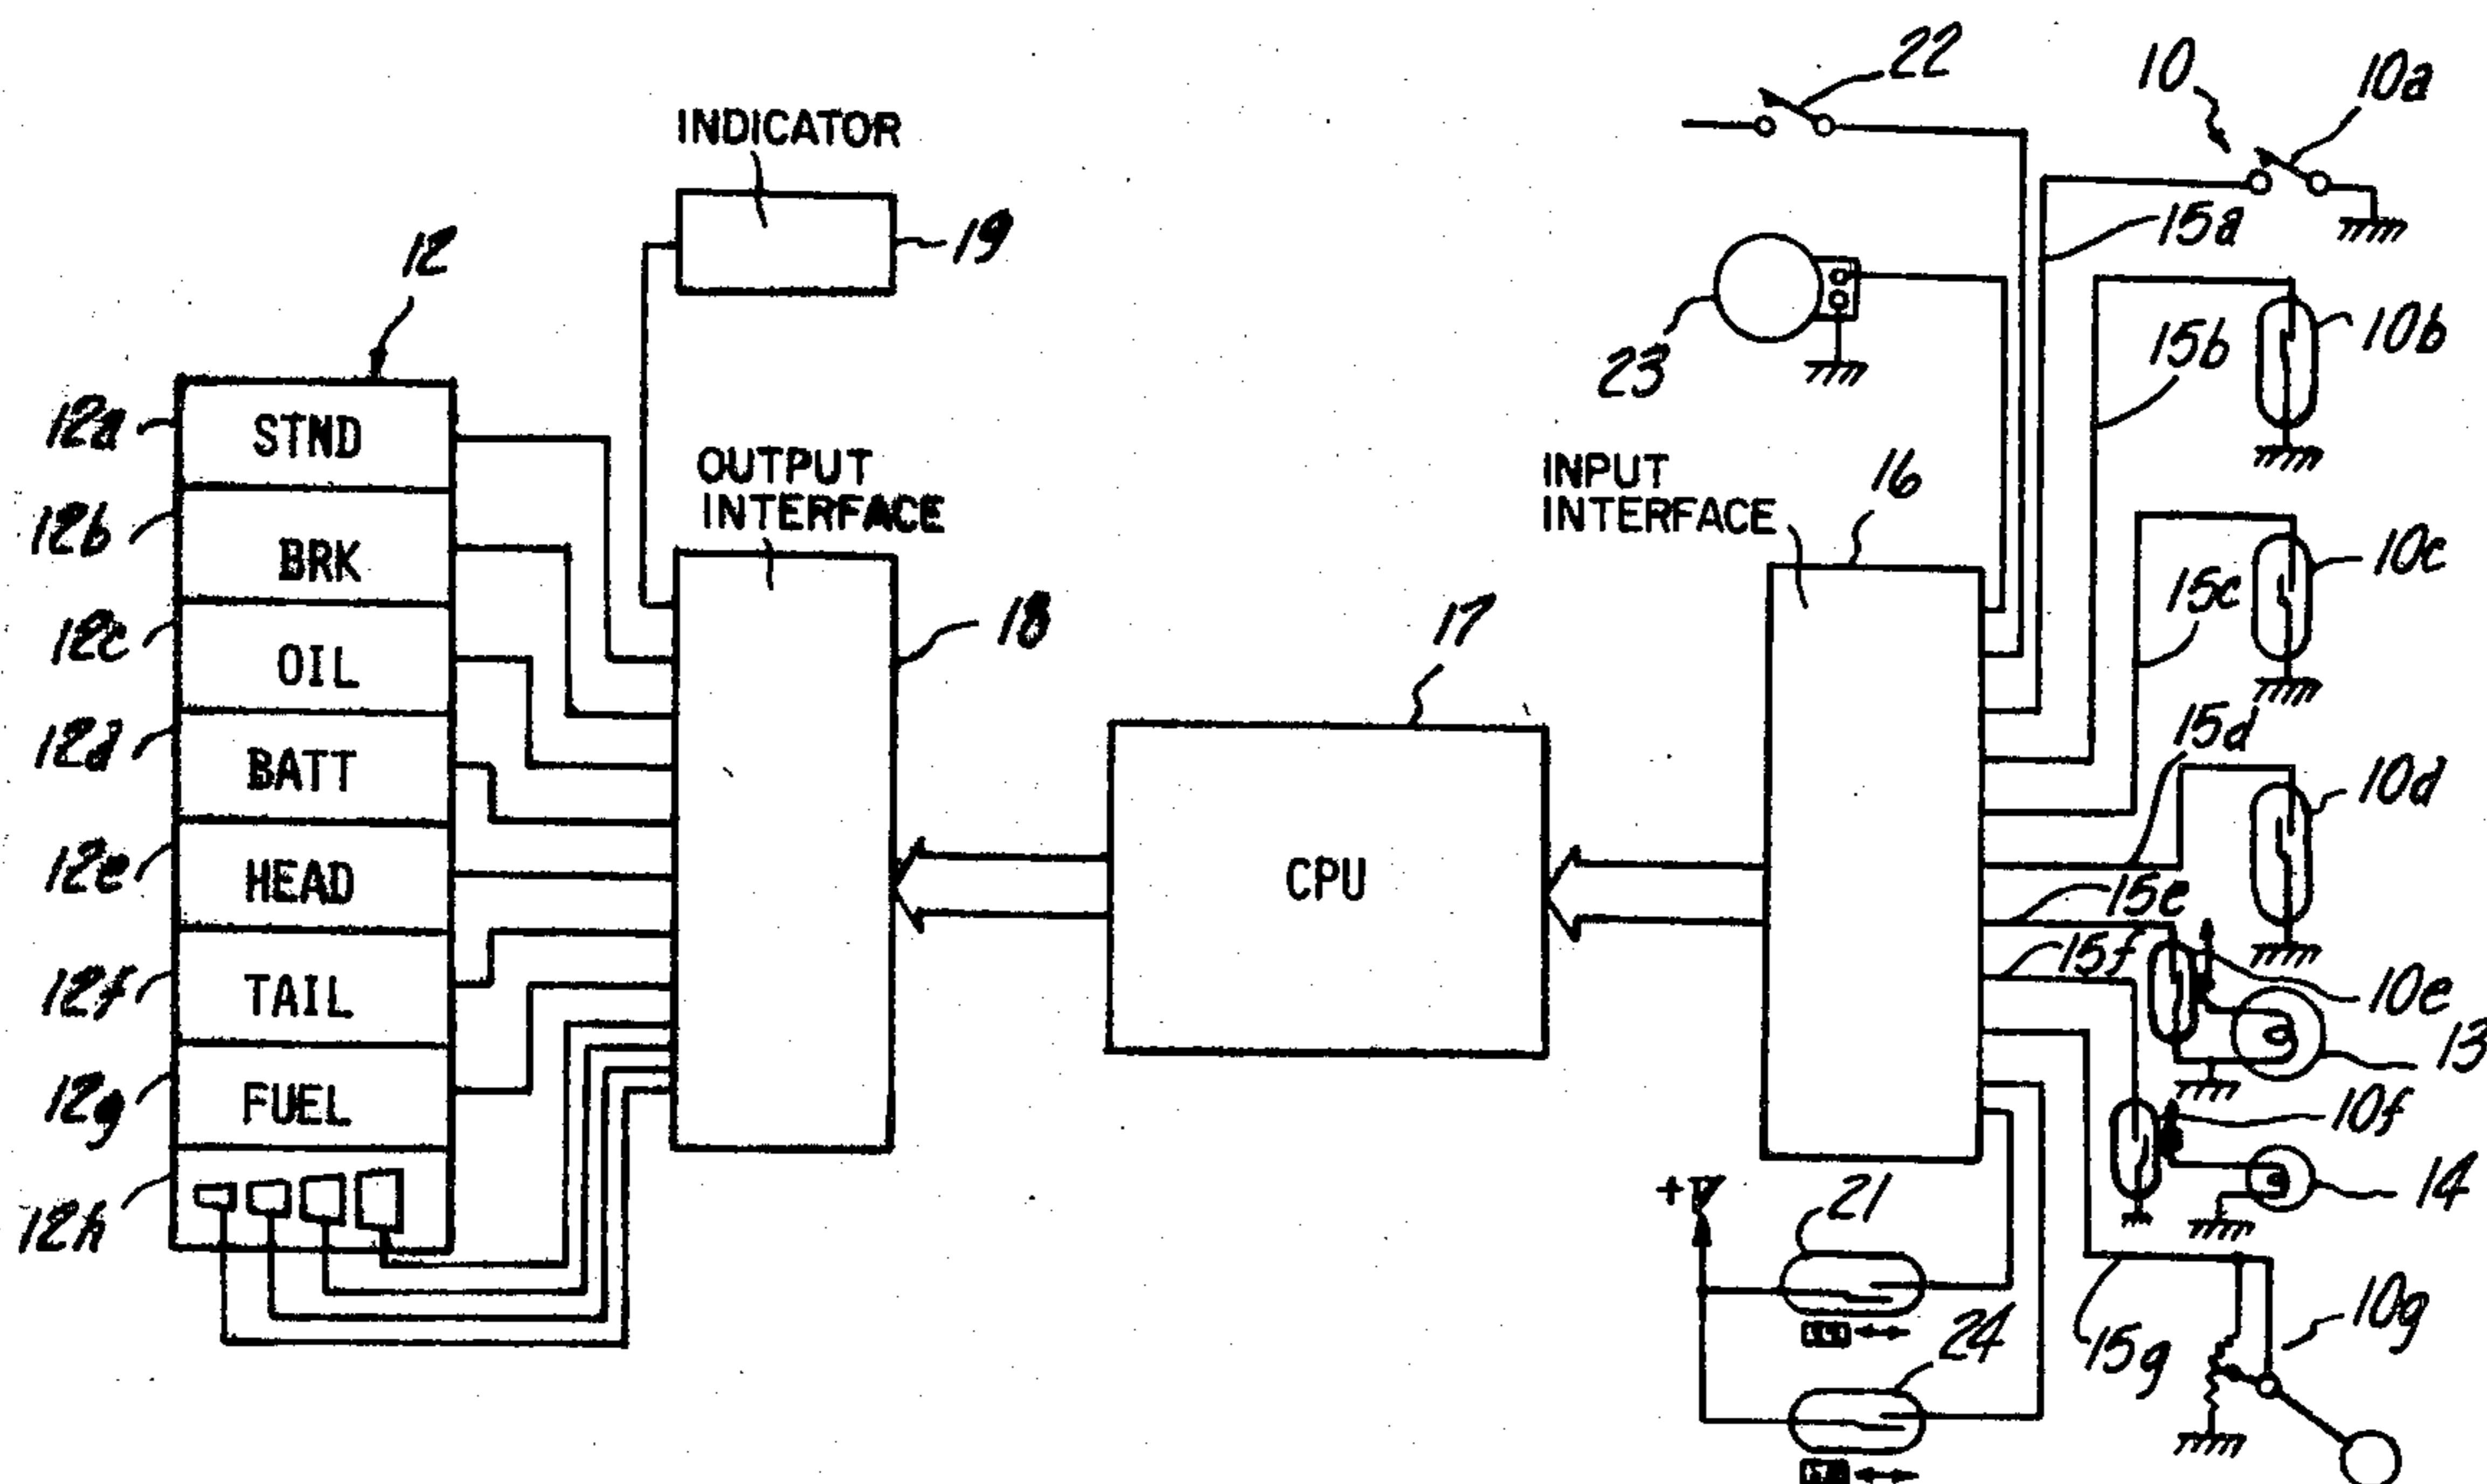 22
10
10a
INDICATOR
19
15a
12
23
15b
10b
12a
STND
OUTPUT
INTERFACE
INPUT
INTERFACE
16
12b
BRK
10c
15c
18
17
12c
OIL
15d
12d
BATT
10d
12e
HEAD
CPU
15e
15f
12f
TAIL
10e
13
12g
FUEL
10f
+V
21
14
12h
10g
24
15g